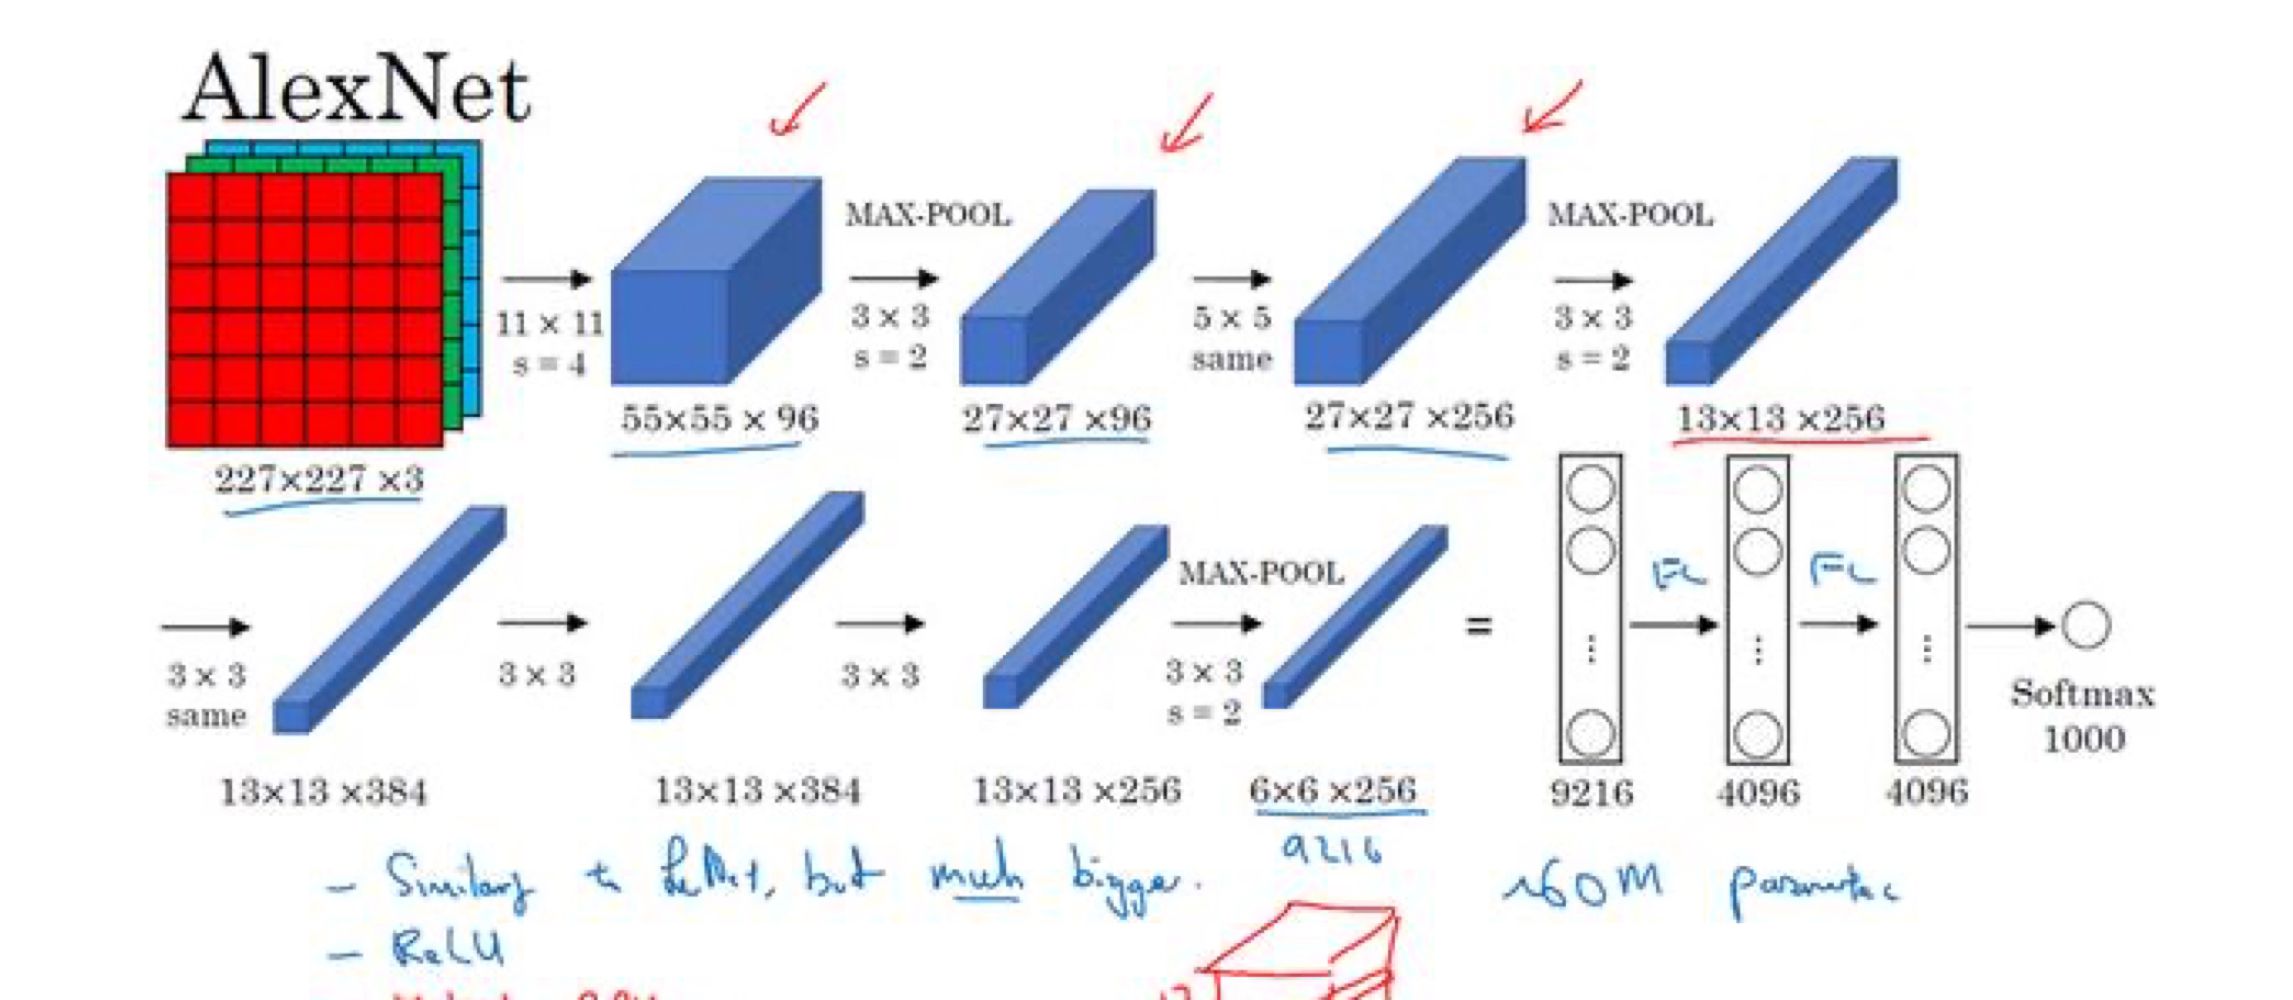 AlexNet
MAX-POOL
MAX-POOL
11 × 11
s = 4
3 × 3
s = 2
5 × 5
same
3 × 3
s = 2
227×227 ×3
55×55 × 96
27×27 ×96
27×27 ×256
13×13 ×256
FC
FC
MAX-POOL
3 × 3
same
3 × 3
3 × 3
3 × 3
s = 2
=
...
...
...
Softmax
1000
13×13 ×384
13×13 ×384
13×13 ×256
6×6 ×256
9216
4096
4096
9216
- to LeNet, but much bigger.
~60M
- ReLU